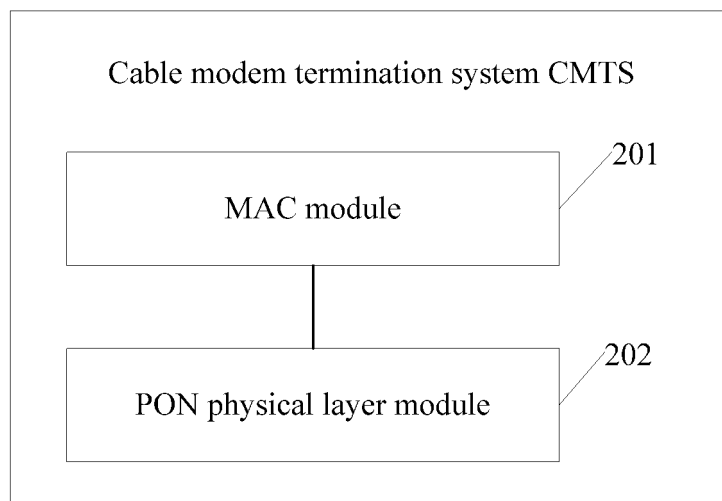 Cable modem termination system CMTS
201
MAC module
202
PON physical layer module